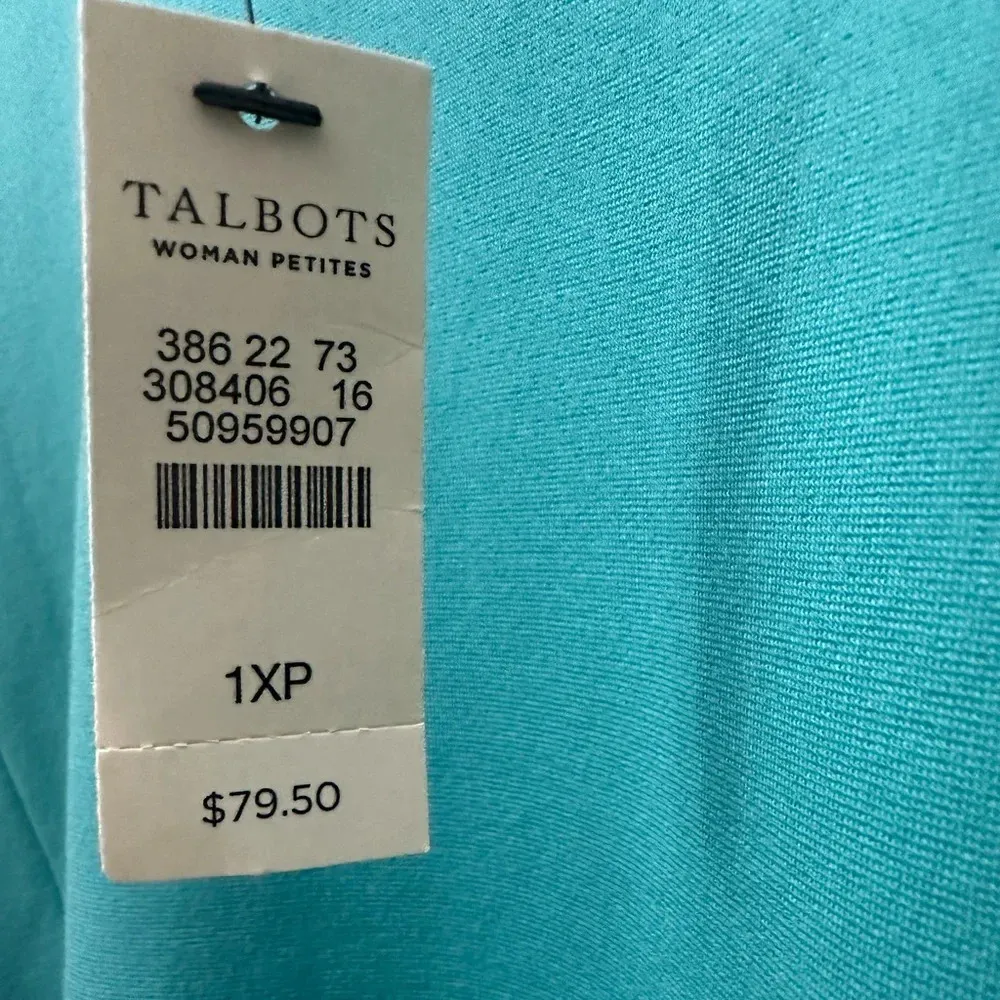 TALBOTS
WOMAN PETITES
386 22 73
308406 16
50959907
1XP
$79.50